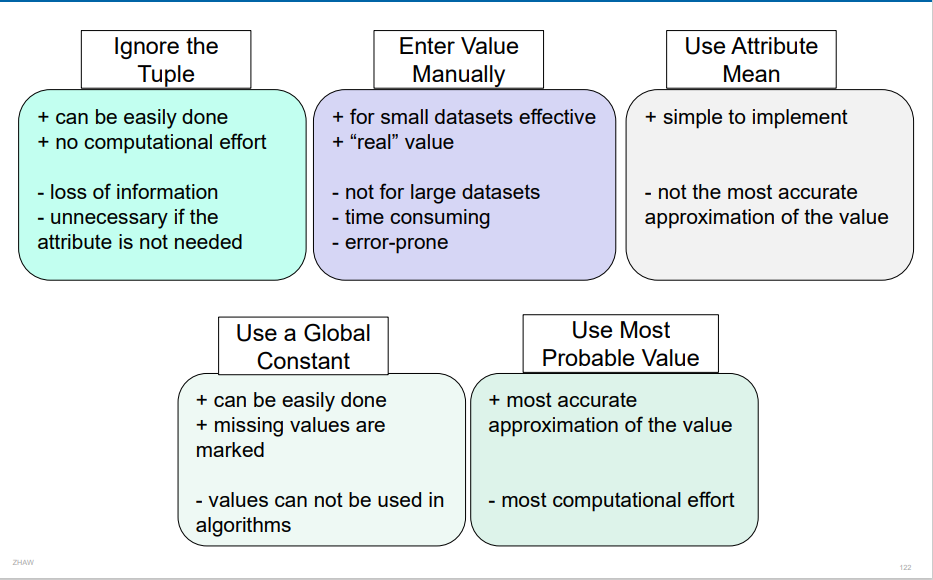 Ignore the
Tuple
+ can be easily done
+ no computational effort
- loss of information
- unnecessary if the
attribute is not needed
Enter Value
Manually
+ for small datasets effective
+ “real” value
- not for large datasets
- time consuming
- error-prone
Use Attribute
Mean
+ simple to implement
- not the most accurate
approximation of the value
Use a Global
Constant
+ can be easily done
+ missing values are
marked
- values can not be used in
algorithms
Use Most
Probable Value
+ most accurate
approximation of the value
- most computational effort
ZHAW
122